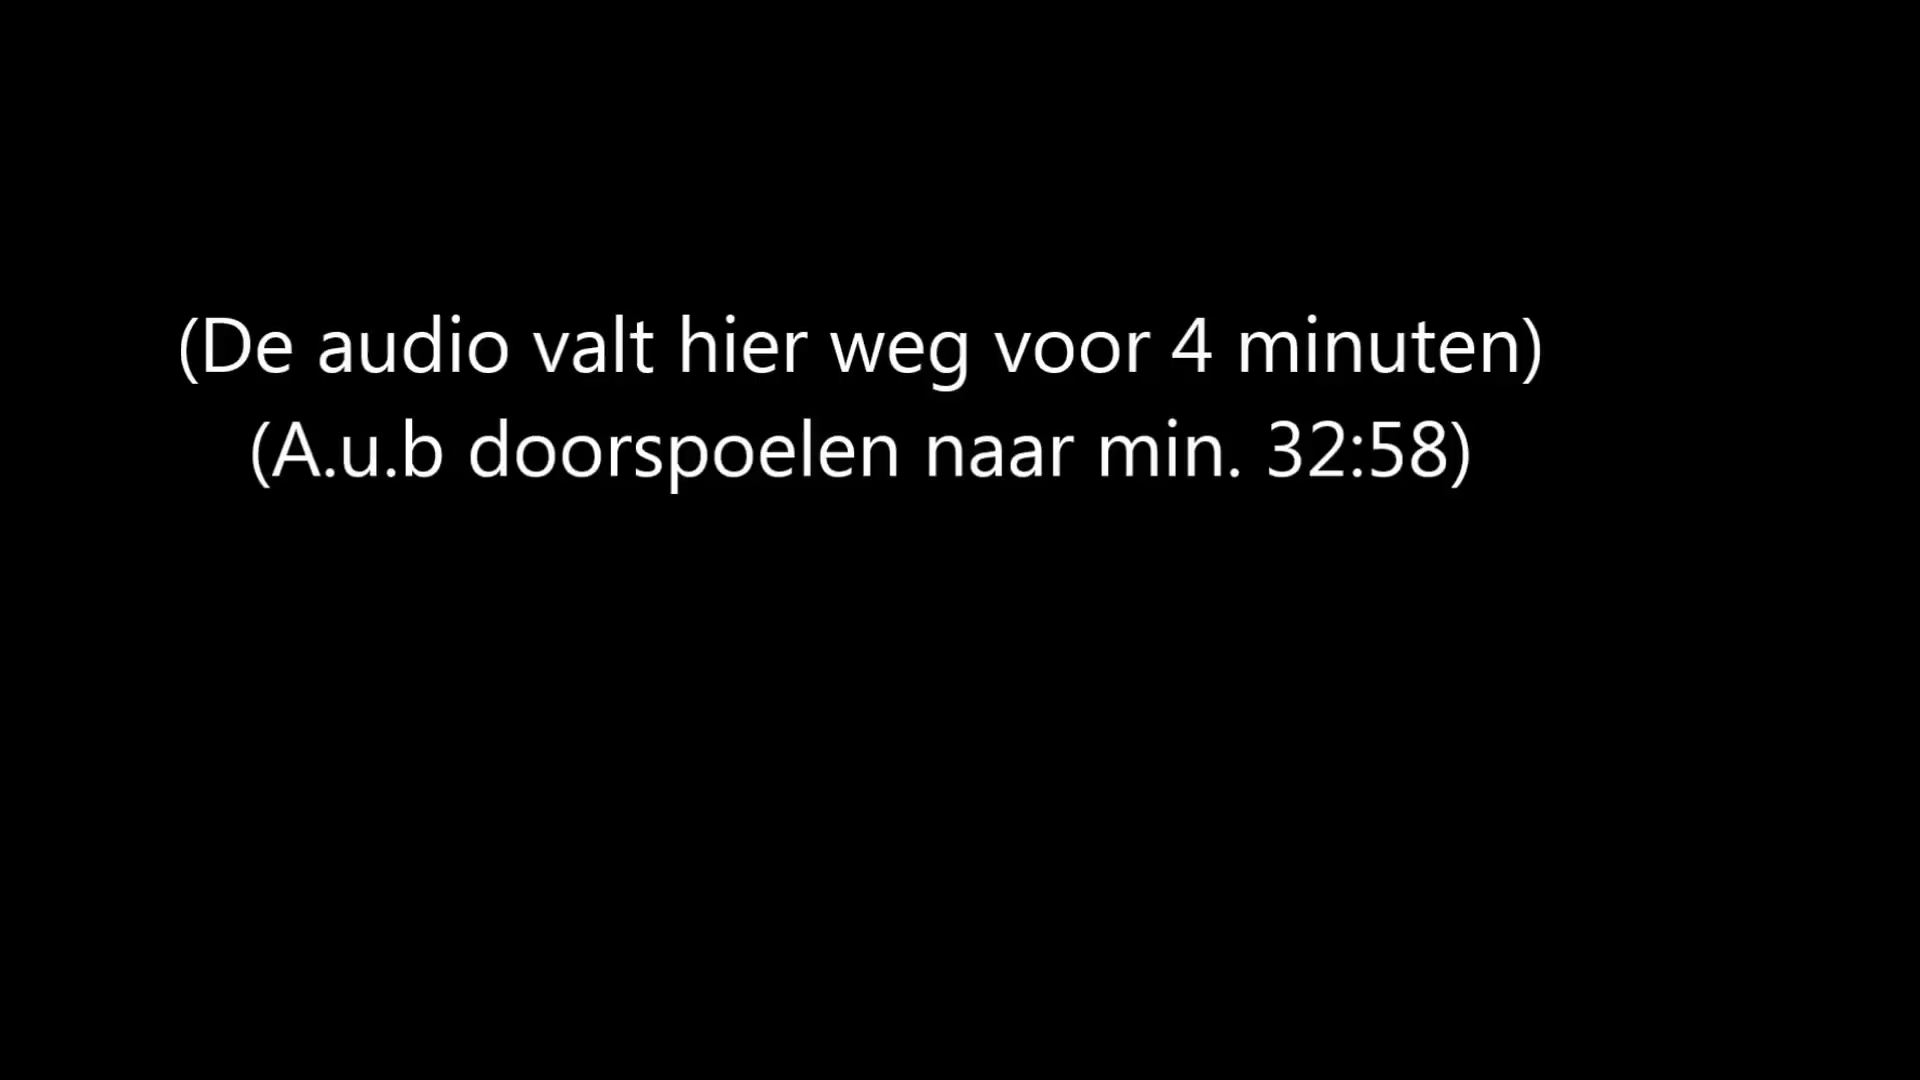 (De audio valt hier weg voor 4 minuten)
(A.u.b doorspoelen naar min. 32:58)